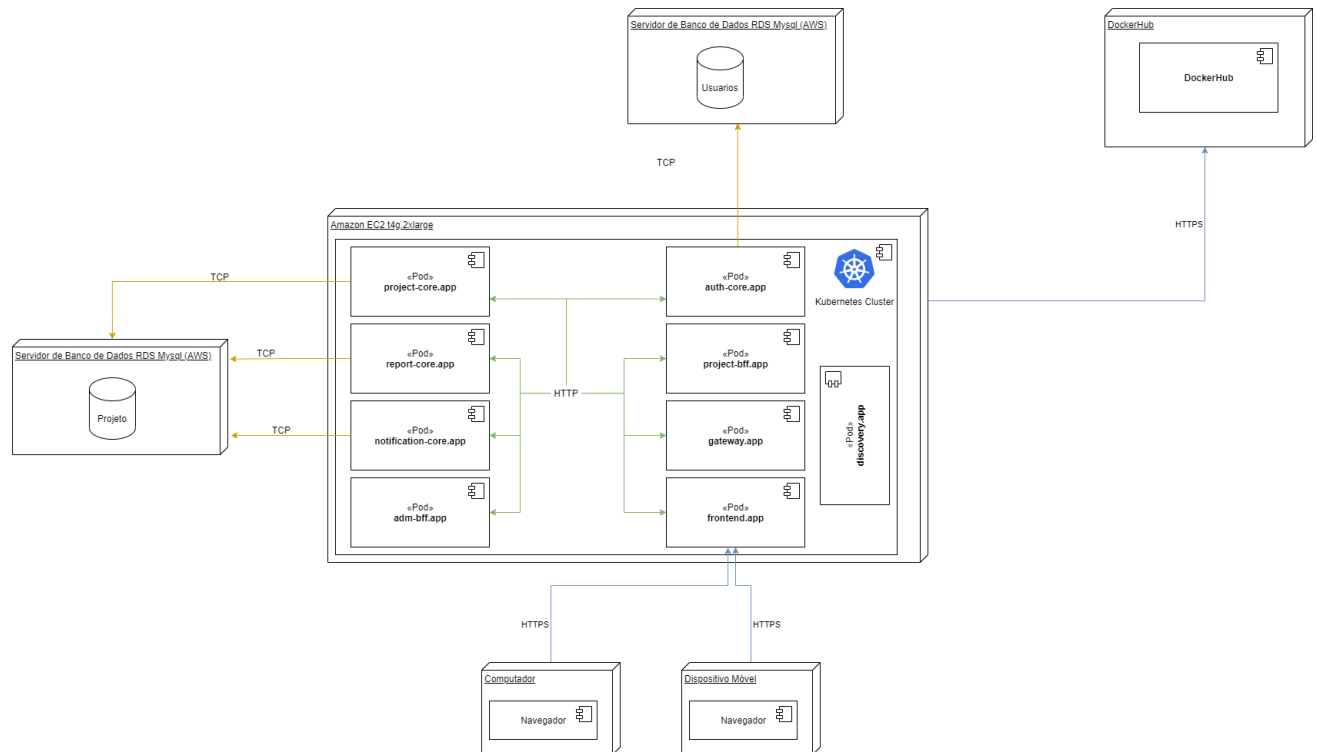 Servidor de Banco de Dados RDS Mysql (AWS)
Usuarios
DockerHub
DockerHub
TCP
HTTPS
Amazon EC2 t4g.2xlarge
«Pod»
project-core.app
«Pod»
auth-core.app
Kubernetes Cluster
TCP
Servidor de Banco de Dados RDS Mysql (AWS)
Projeto
TCP
«Pod»
report-core.app
«Pod»
project-bff.app
HTTP
TCP
«Pod»
notification-core.app
«Pod»
gateway.app
«Pod»
discovery.app
«Pod»
adm-bff.app
«Pod»
frontend.app
HTTPS
HTTPS
Computador
Navegador
Dispositivo Móvel
Navegador